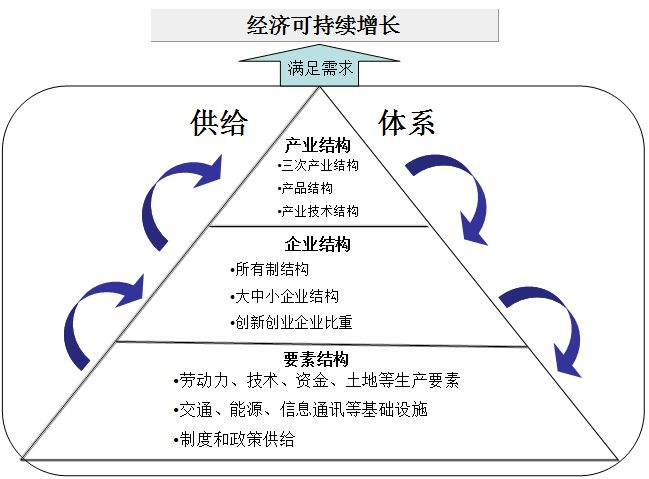 经济可持续增长
满足需求
供给 体系
产业结构
•三次产业结构
•产品结构
•产业技术结构
企业结构
•所有制结构
•大中小企业结构
•创新创业企业比重
要素结构
•劳动力、技术、资金、土地等生产要素
•交通、能源、信息通讯等基础设施
•制度和政策供给